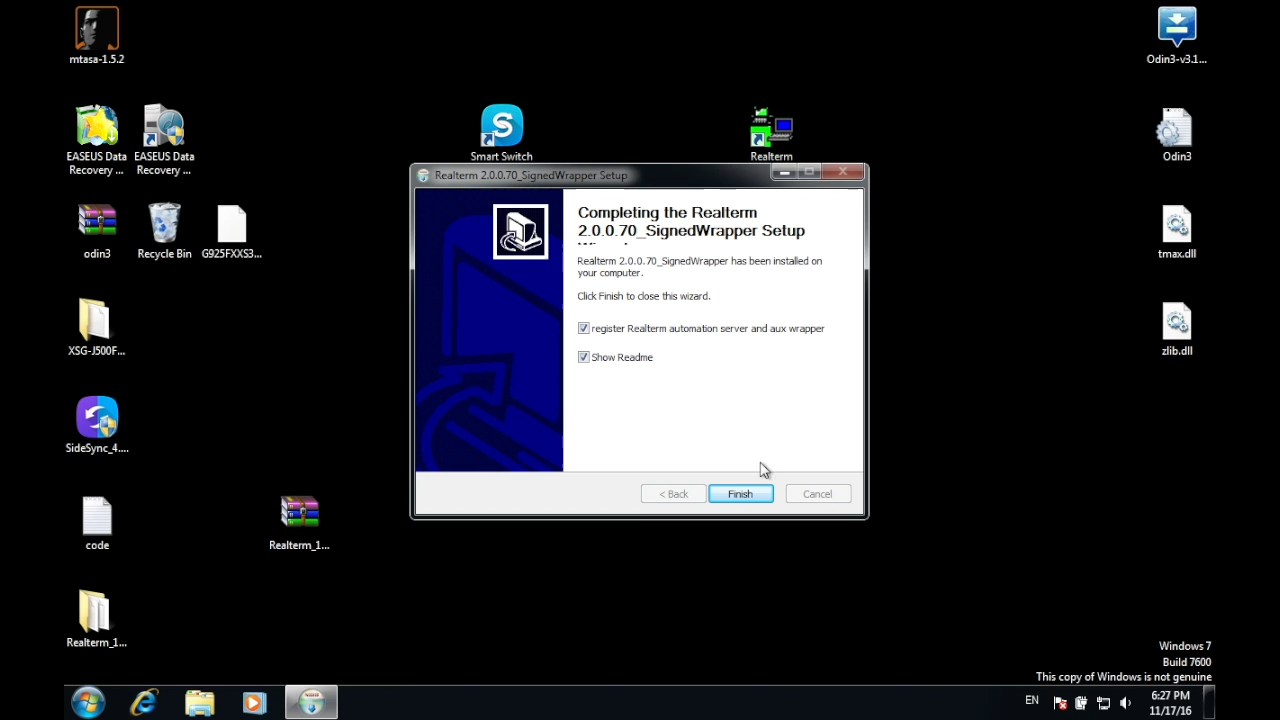 mtasa-1.5.2
Odin3-v3.1...
EASEUS Data
Recovery ...
EASEUS Data
Recovery ...
Smart Switch
Realterm
Odin3
Realterm 2.0.0.70_SignedWrapper Setup
Completing the Realterm
2.0.0.70_SignedWrapper Setup
Realterm 2.0.0.70_SignedWrapper has been installed on
your computer.
Click Finish to close this wizard.
register Realterm automation server and aux wrapper
Show Readme
< Back
Finish
Cancel
odin3
Recycle Bin
G925FXXS3...
tmax.dll
XSG-J500F...
zlib.dll
SideSync_4....
code
Realterm_1...
Realterm_1...
Windows 7
Build 7600
This copy of Windows is not genuine
EN
6:27 PM
11/17/16